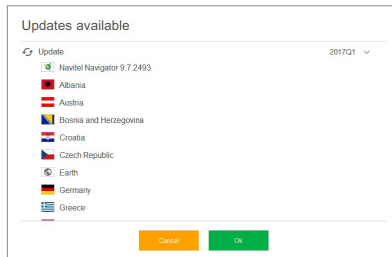 Updates available
Update 2017Q1
Navitel Navigator 9.7.2493
Albania
Austria
Bosnia and Herzegovina
Croatia
Czech Republic
Earth
Germany
Greece
Cancel Ok